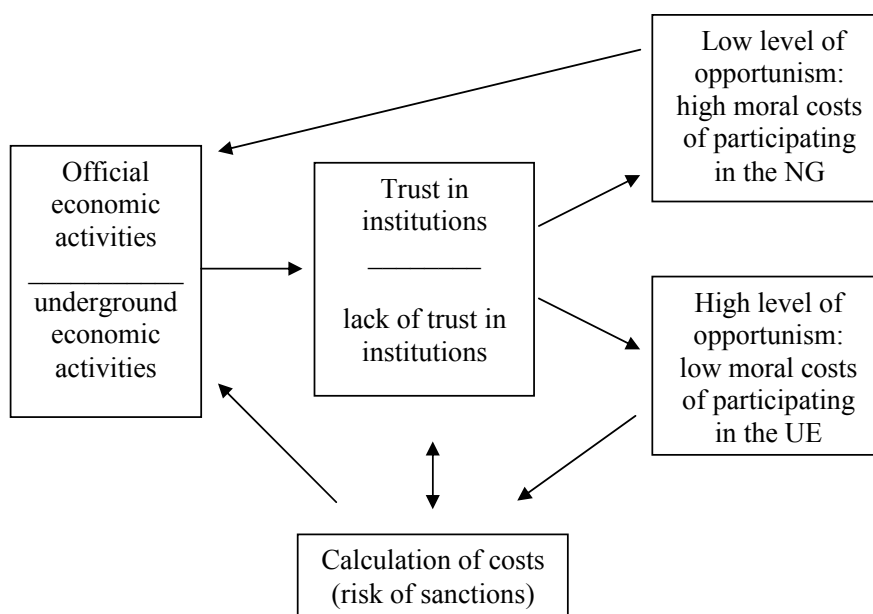 Official
economic
activities
underground
economic
activities
Trust in
institutions
lack of trust in
institutions
Low level of
opportunism:
high moral costs
of participating
in the NG
High level of
opportunism:
low moral costs
of participating
in the UE
Calculation of costs
(risk of sanctions)